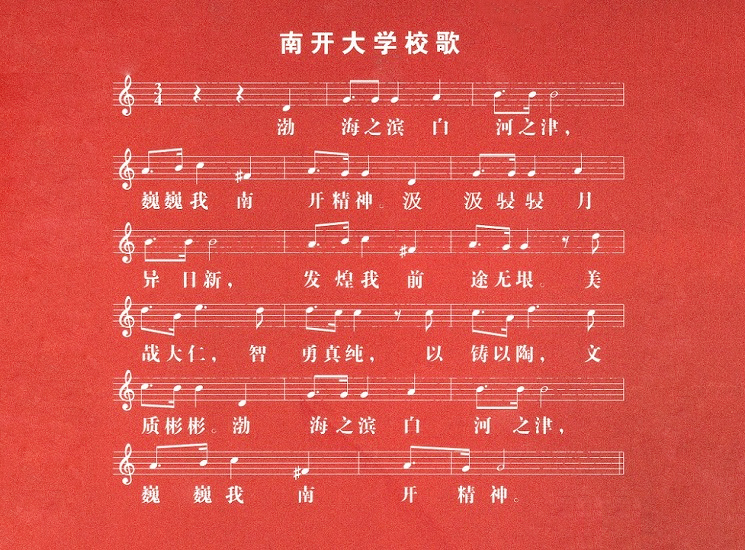 南开大学校歌
3
4
渤 海之滨 白 河之津，
巍巍我 南 开精神。汲 汲骎骎 月
异 日新， 发 煌我 前 途无垠。 美
哉大仁， 智 勇真纯， 以 铸以陶， 文
质彬彬。渤 海之滨 白 河 之津，
巍 巍我 南 开 精 神。